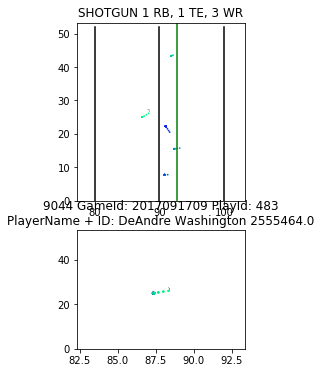 SHOTGUN 1 RB, 1 TE, 3 WR
50
40
30
20
10
0
80 90 100
9044 GameId: 2017091709 PlayId: 483
PlayerName + ID: DeAndre Washington 2555464.0
40
20
0
82.5 85.0 87.5 90.0 92.5